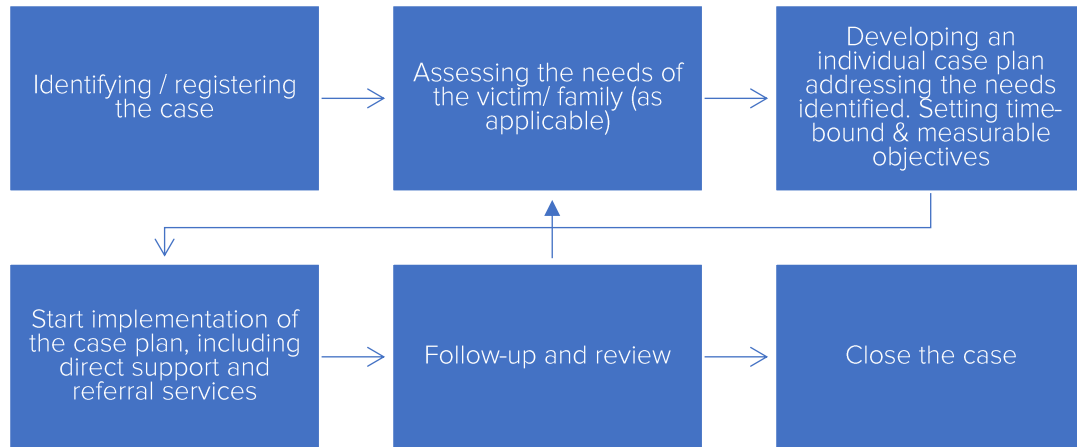 Identifying / registering
the case
Assessing the needs of
the victim/ family (as
applicable)
Developing an
individual case plan
addressing the needs
identified. Setting time-
bound & measurable
objectives
Start implementation of
the case plan, including
direct support and
referral services
Follow-up and review
Close the case